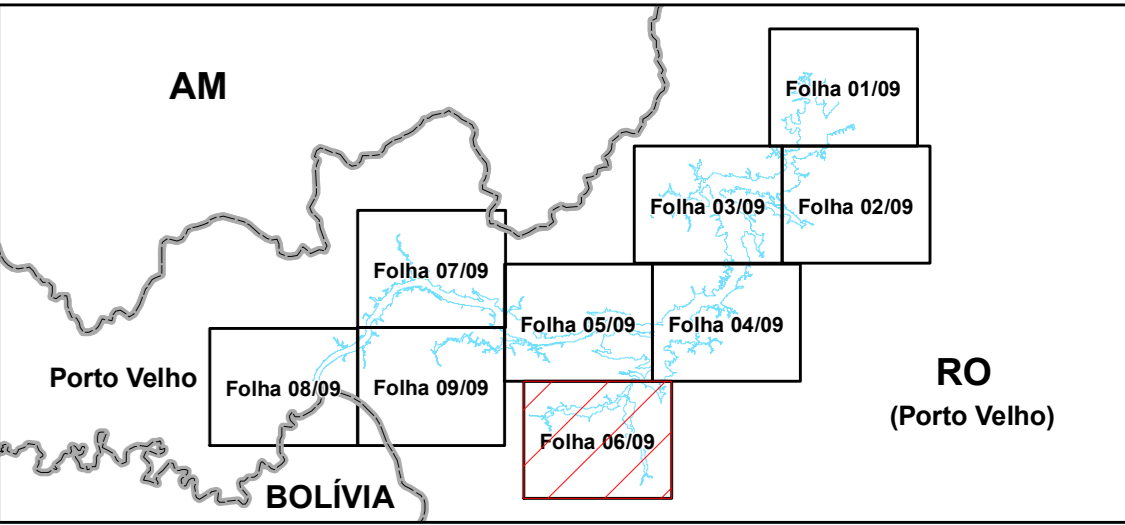 AM
Folha 01/09
Folha 03/09
Folha 02/09
Folha 07/09
Folha 05/09
Folha 04/09
Porto Velho
Folha 08/09
Folha 09/09
RO
(Porto Velho)
Folha 06/09
BOLÍVIA